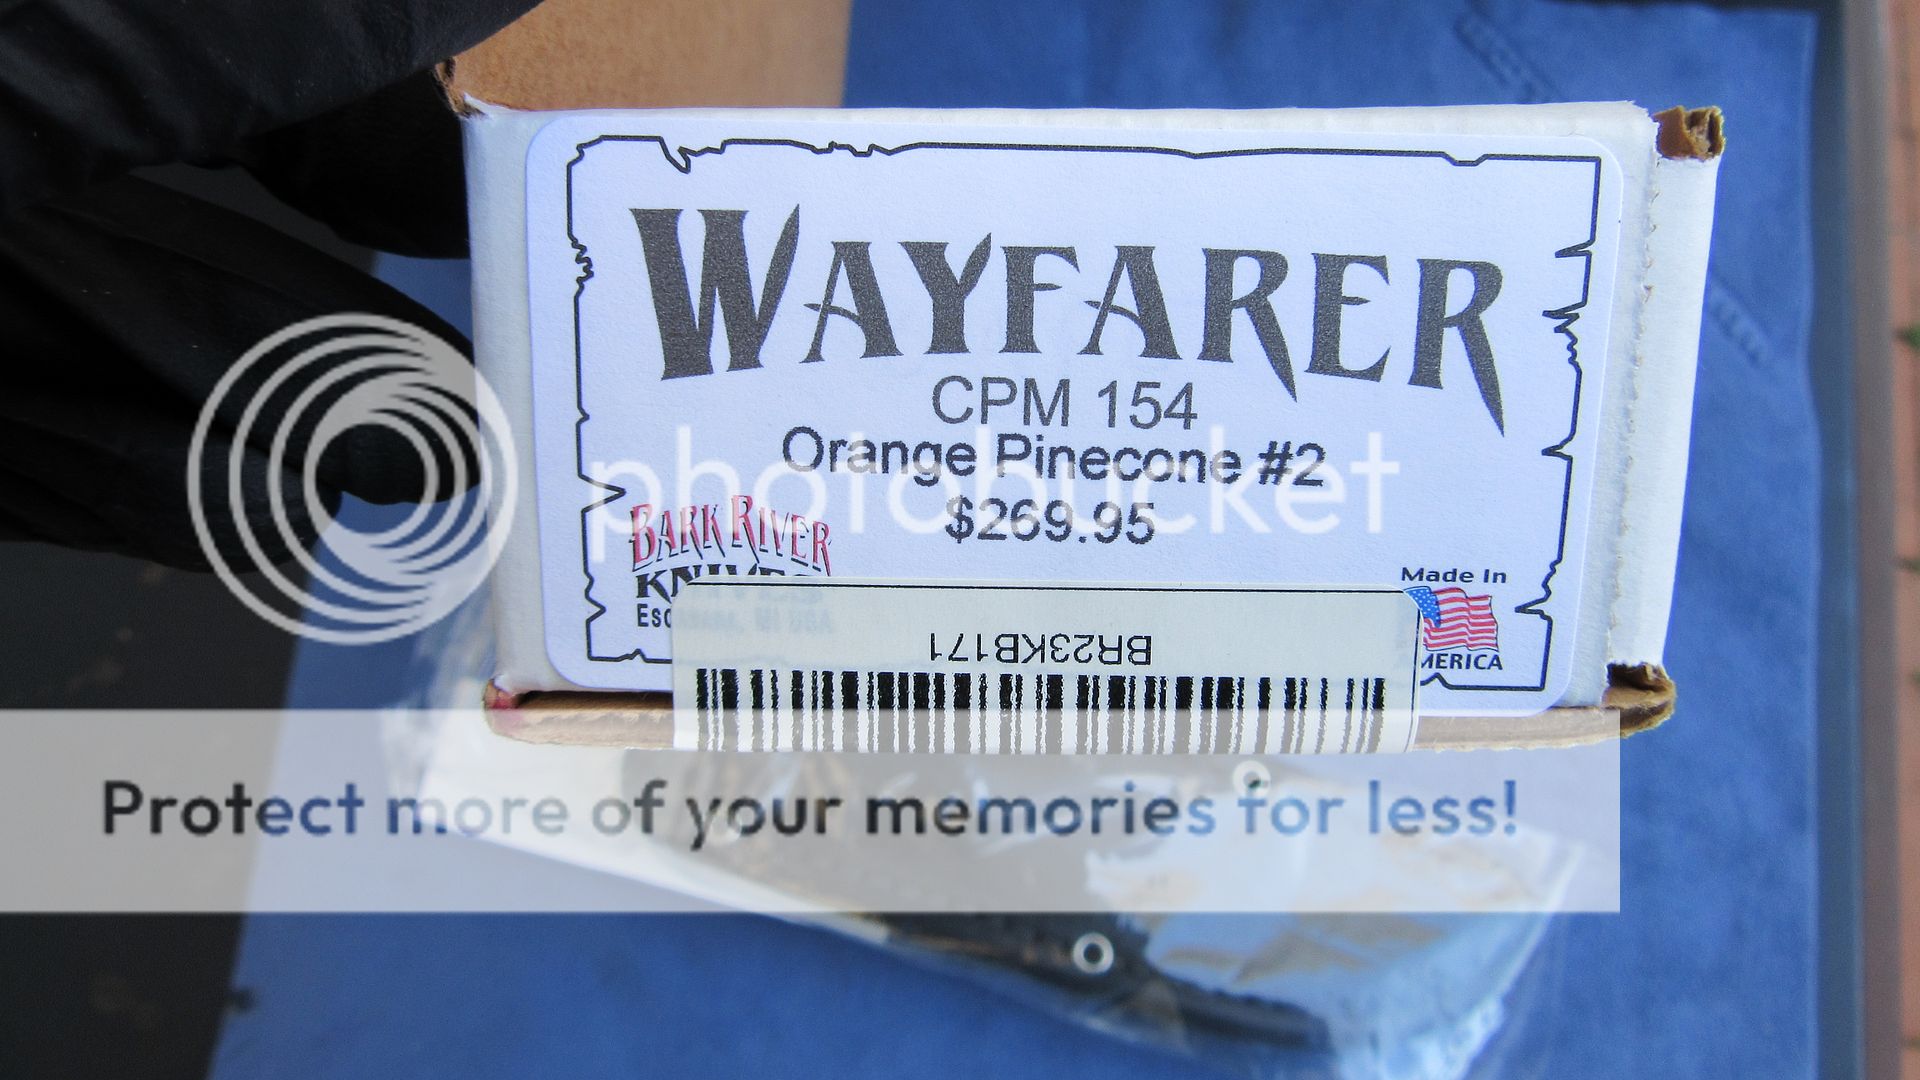 WAYFARER
CPM 154
Orange Pinecone #2
$269.95
photobucket
BARK RIVER
KNIVES
Made In
BR23KB171
Protect more of your memories for less!